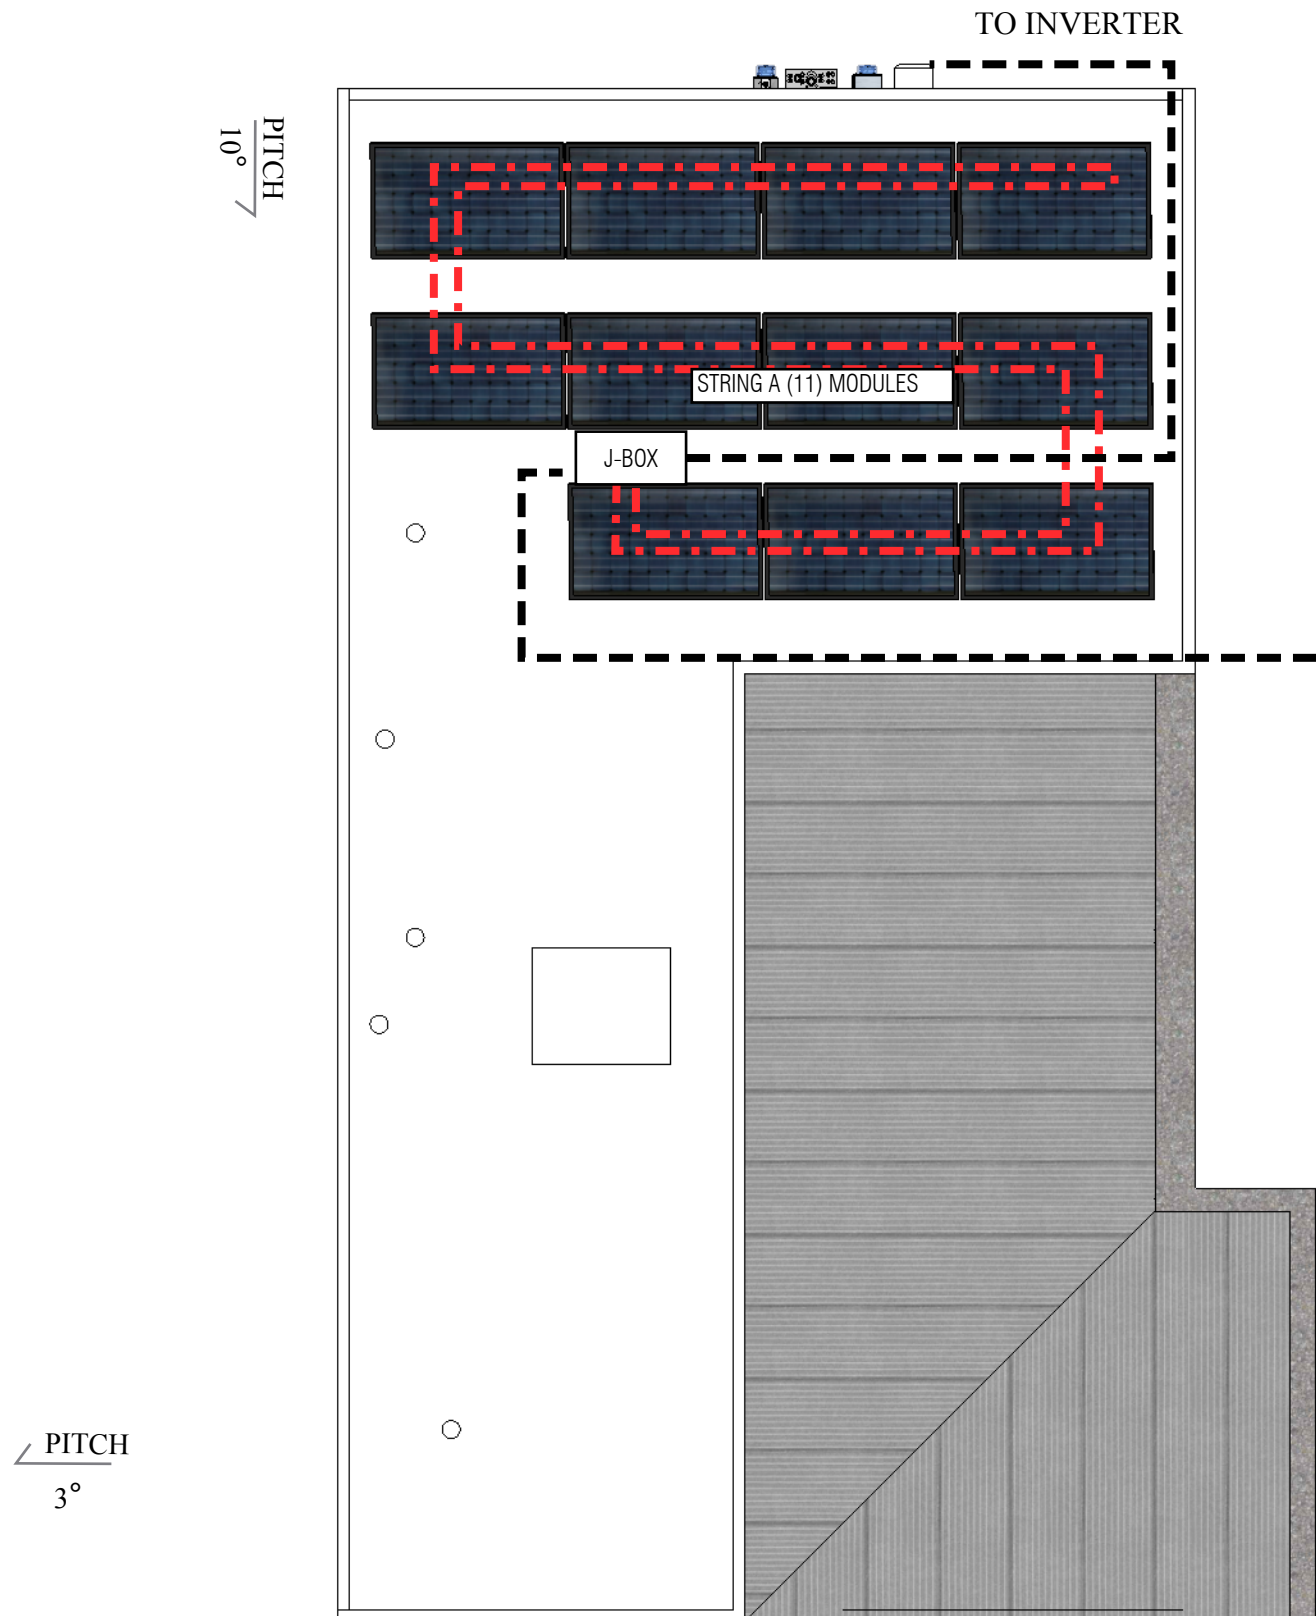 TO INVERTER
PITCH
10°
STRING A (11) MODULES
J-BOX
PITCH
3°